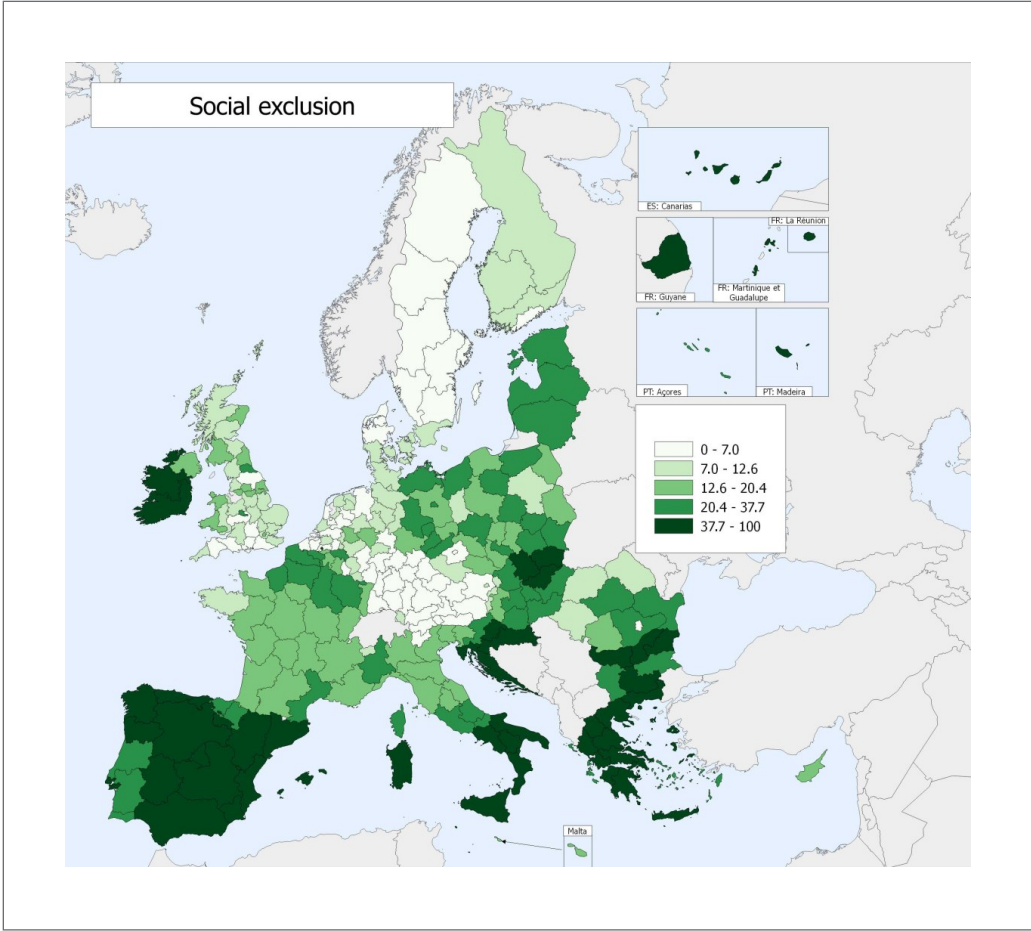 Social exclusion
ES: Canarias
FR: La Réunion
FR: Guyane
FR: Martinique et
Guadalupe
PT: Açores
PT: Madeira
0 - 7.0
7.0 - 12.6
12.6 - 20.4
20.4 - 37.7
37.7 - 100
Malta